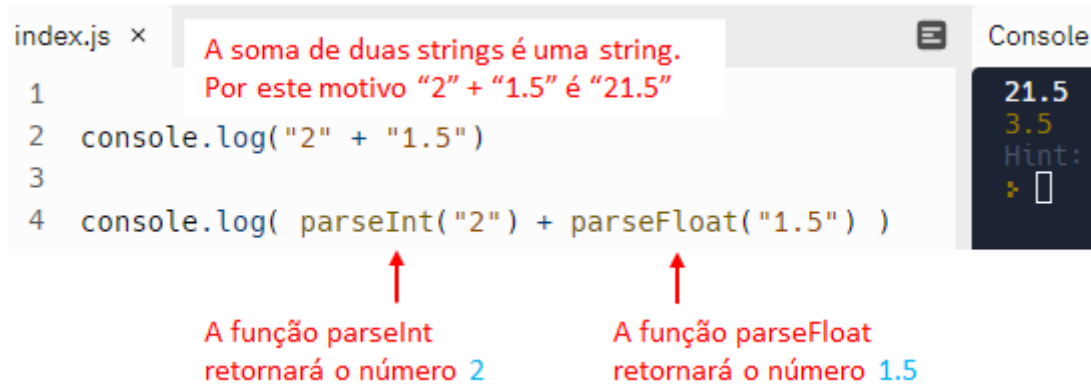 index.js ×
A soma de duas strings é uma string.
Por este motivo “2” + “1.5” é “21.5”
1
2 console.log("2" + "1.5")
3
4 console.log( parseInt("2") + parseFloat("1.5") )
Console
21.5
3.5
Hint:
A função parseInt
retornará o número 2
A função parseFloat
retornará o número 1.5